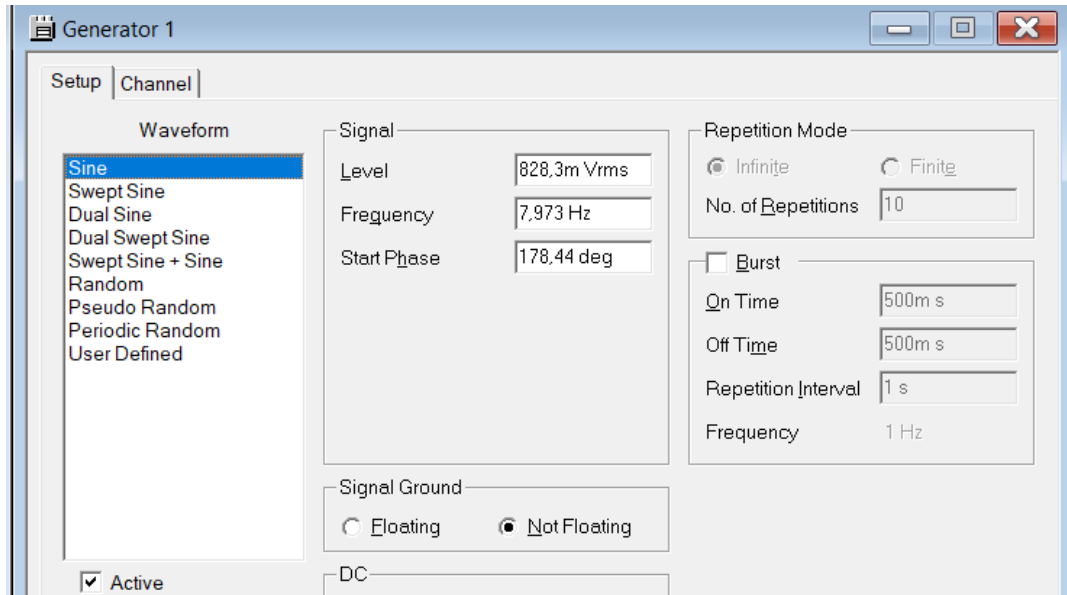 Generator 1
Setup
Channel
Waveform
Sine
Swept Sine
Dual Sine
Dual Swept Sine
Swept Sine + Sine
Random
Pseudo Random
Periodic Random
User Defined
Active
Signal
Level 828,3m Vrms
Frequency 7,973 Hz
Start Phase 178,44 deg
Signal Ground
Floating Not Floating
DC
Repetition Mode
Infinite Finite
No. of Repetitions 10
Burst
On Time 500m s
Off Time 500m s
Repetition Interval 1 s
Frequency 1 Hz